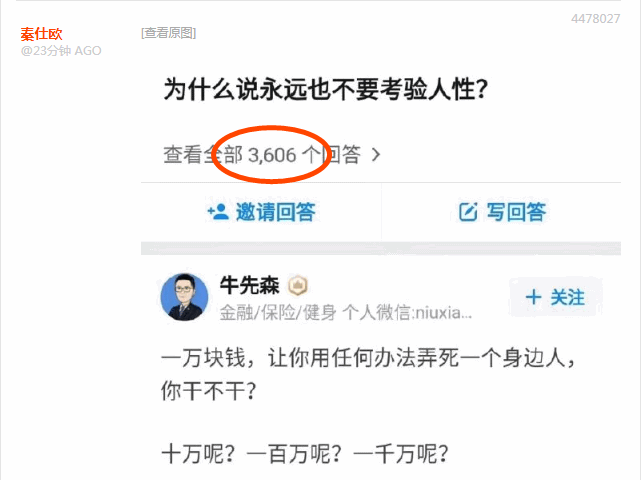 秦仕欧
@23分钟 AGO
[查看原图]
4478027
为什么说永远也不要考验人性?
查看全部 3,606 个回答 >
邀请回答
写回答
牛先森
金融/保险/健身 个人微信:niuxia...
+ 关注
一万块钱，让你用任何办法弄死一个身边人，
你干不干?
十万呢? 一百万呢? 一千万呢?